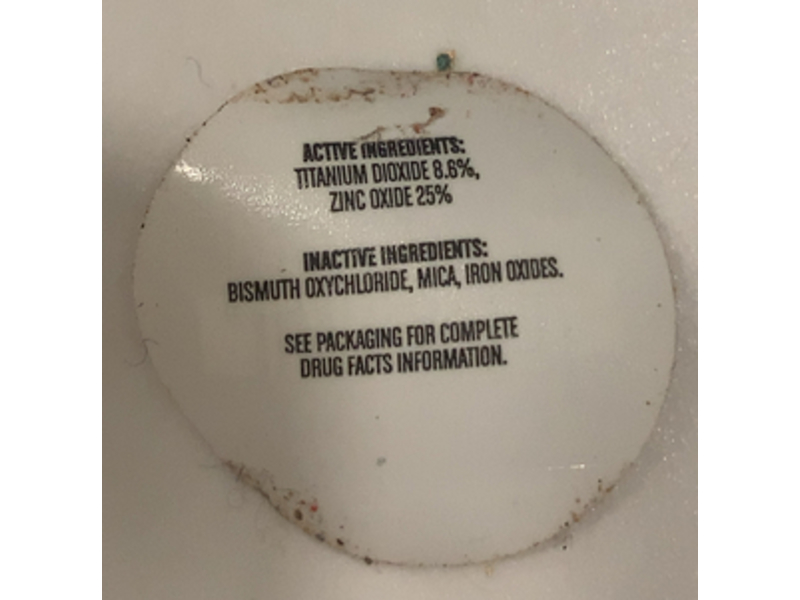 ACTIVE INGREDIENTS:
TITANIUM DIOXIDE 8.6%,
ZINC OXIDE 25%
INACTIVE INGREDIENTS:
BISMUTH OXYCHLORIDE, MICA, IRON OXIDES.
SEE PACKAGING FOR COMPLETE
DRUG FACTS INFORMATION.